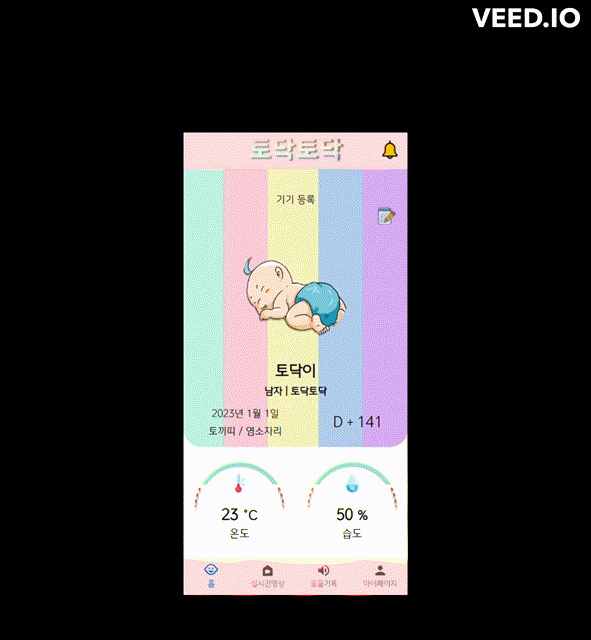 VEED.IO
토닥토닥
기기 등록
토닥이
남자 | 토닥토닥
2023년 1월 1일
토끼띠 / 염소자리
D + 141
23 °C
50 %
온도
습도
홈
실시간영상
울음기록
마이페이지